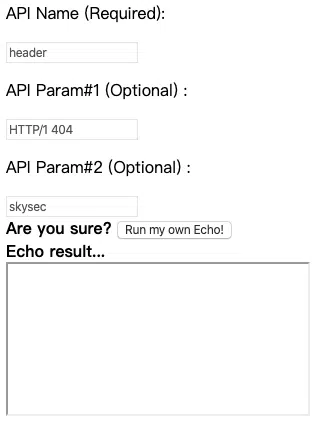 API Name (Required):
header
API Param#1 (Optional) :
HTTP/1 404
API Param#2 (Optional) :
skysec
Are you sure? Run my own Echo!
Echo result...